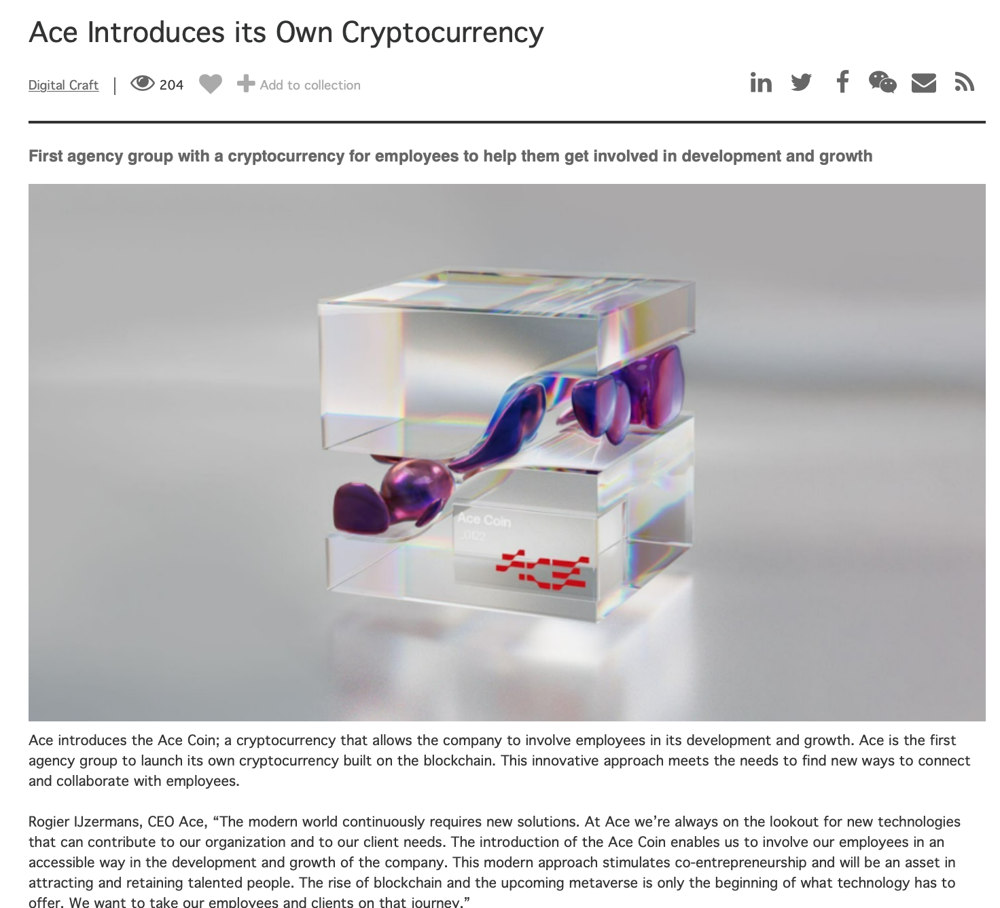 Ace Introduces its Own Cryptocurrency
Digital Craft | 204 Add to collection
First agency group with a cryptocurrency for employees to help them get involved in development and growth
Ace Coin
_0122
ACE
Ace introduces the Ace Coin; a cryptocurrency that allows the company to involve employees in its development and growth. Ace is the first
agency group to launch its own cryptocurrency built on the blockchain. This innovative approach meets the needs to find new ways to connect
and collaborate with employees.
Rogier IJzermans, CEO Ace, “The modern world continuously requires new solutions. At Ace we’re always on the lookout for new technologies
that can contribute to our organization and to our client needs. The introduction of the Ace Coin enables us to involve our employees in an
accessible way in the development and growth of the company. This modern approach stimulates co-entrepreneurship and will be an asset in
attracting and retaining talented people. The rise of blockchain and the upcoming metaverse is only the beginning of what technology has to
offer. We want to take our employees and clients on that journey.”